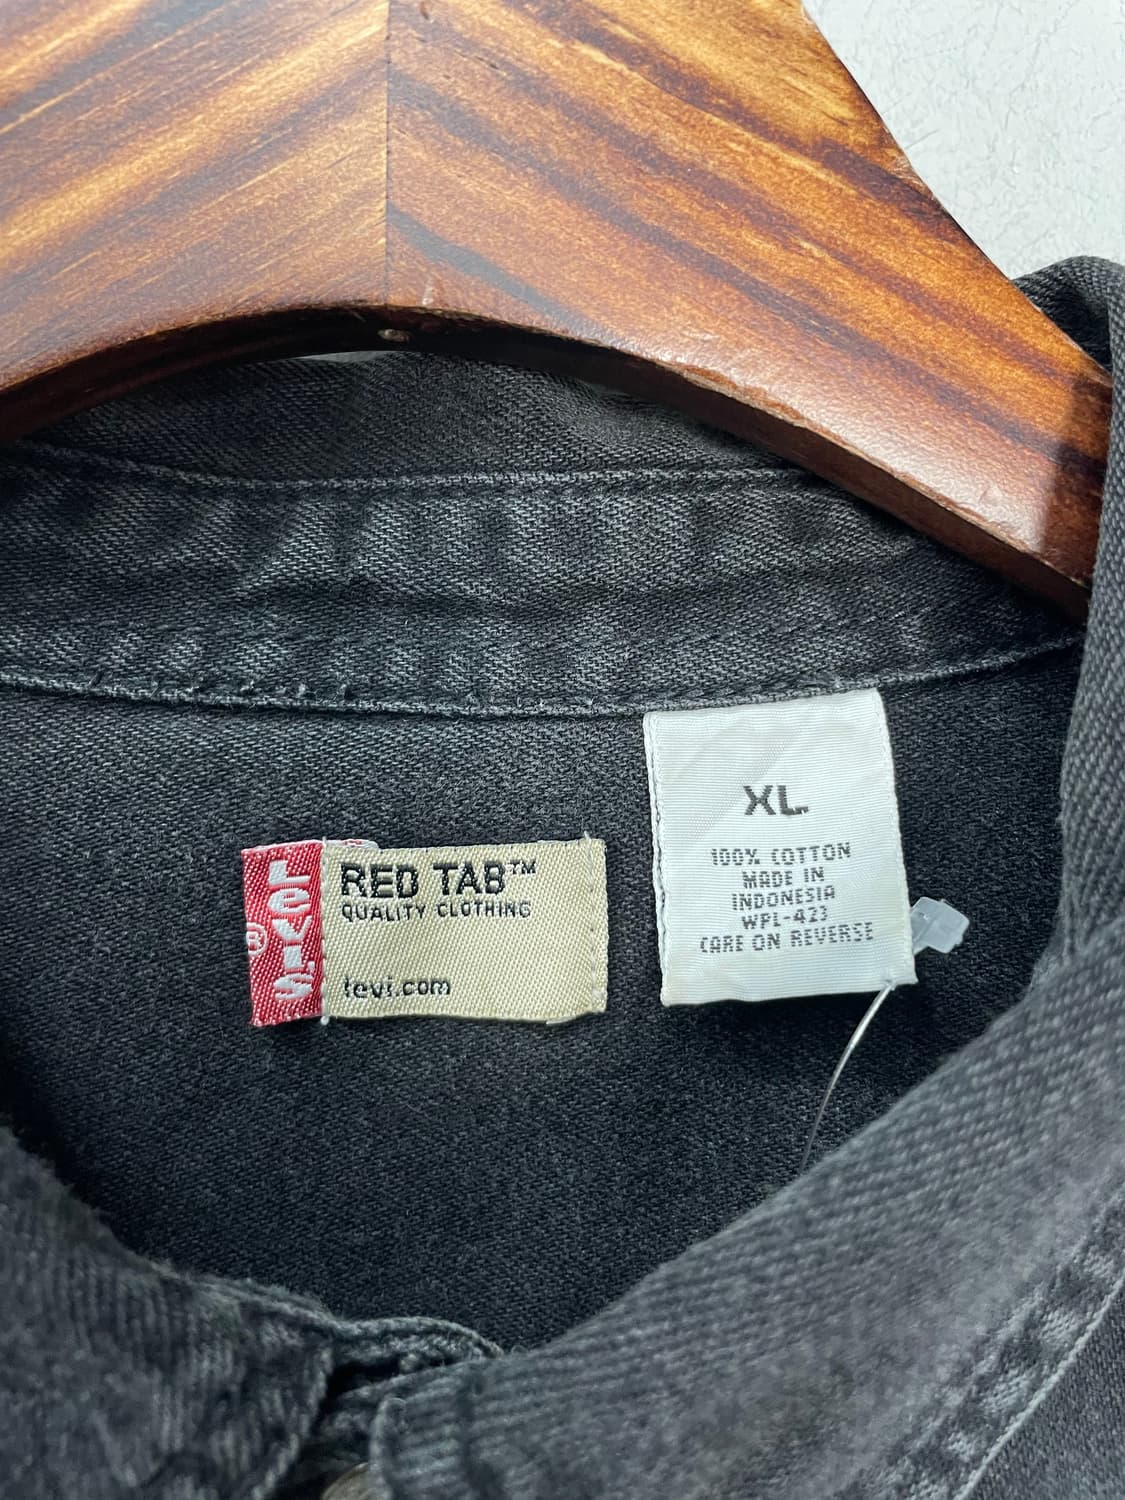 LEVI'S
®
RED TAB™
QUALITY CLOTHING
levi.com
XL
100% COTTON
MADE IN
INDONESIA
WPL-423
CARE ON REVERSE